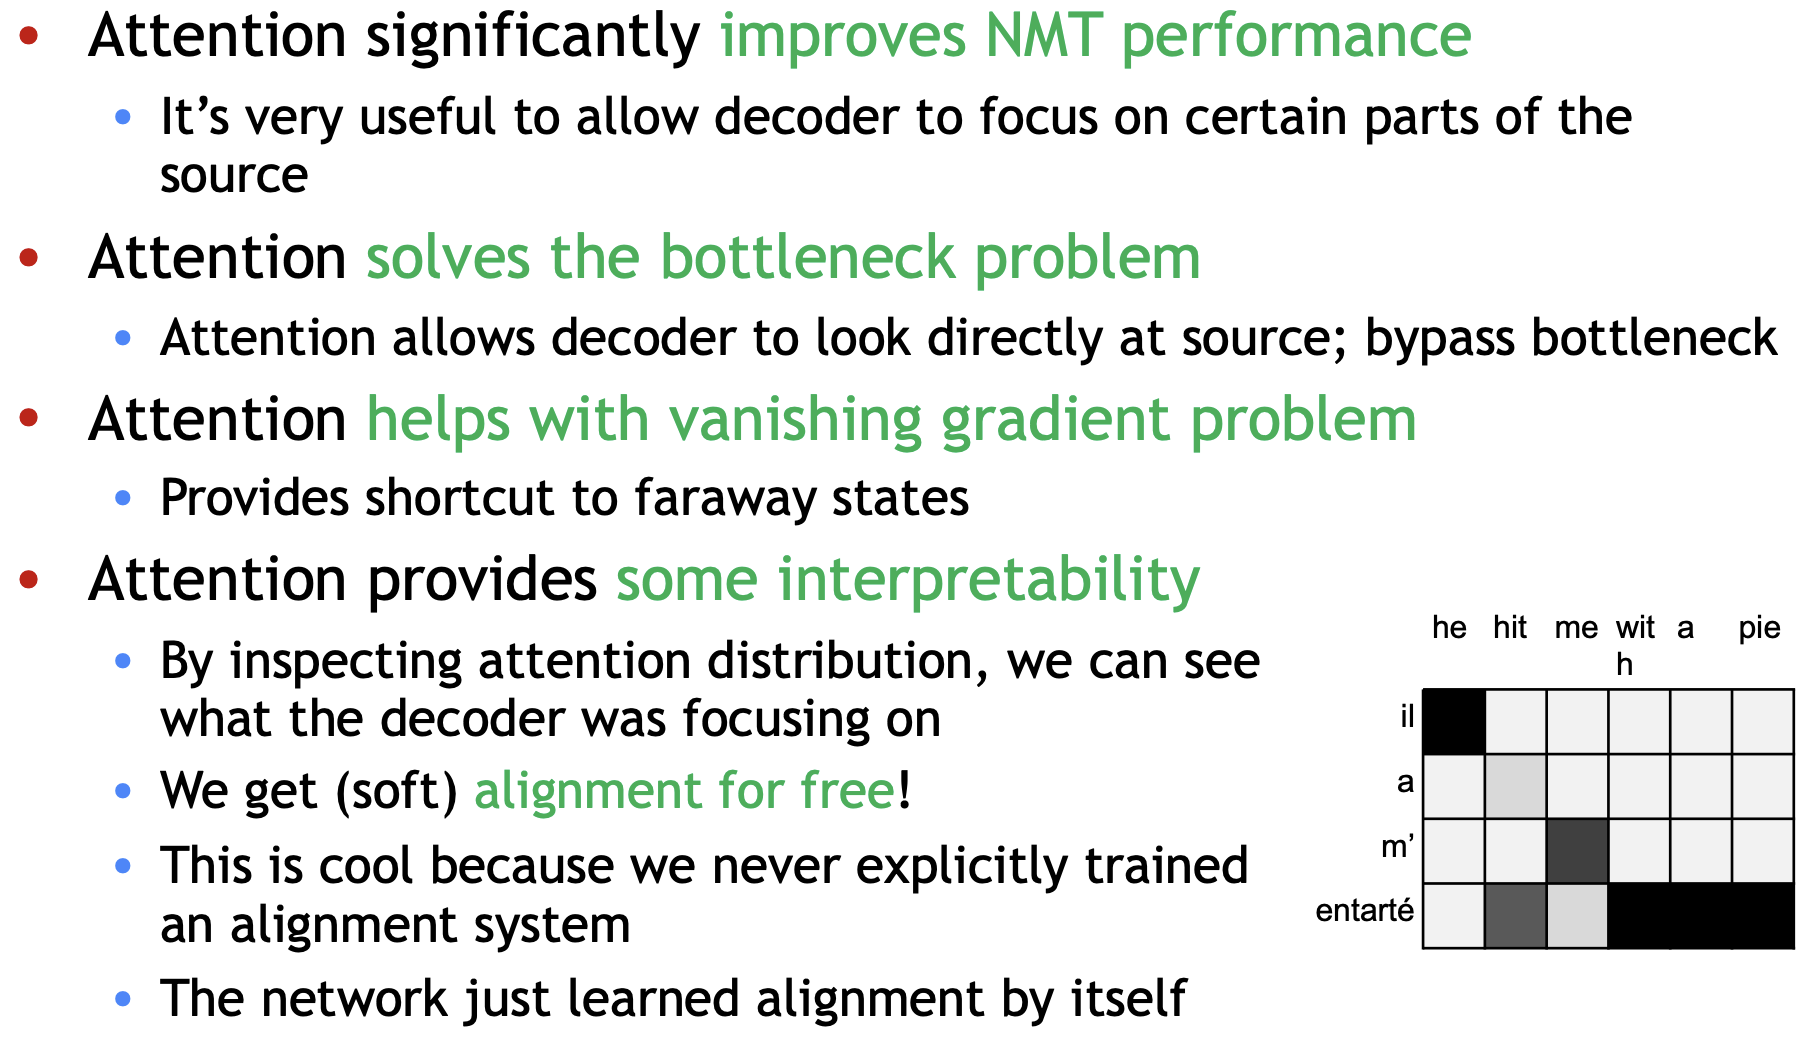 • Attention significantly improves NMT performance
• It’s very useful to allow decoder to focus on certain parts of the
source
• Attention solves the bottleneck problem
• Attention allows decoder to look directly at source; bypass bottleneck
• Attention helps with vanishing gradient problem
• Provides shortcut to faraway states
• Attention provides some interpretability
• By inspecting attention distribution, we can see
what the decoder was focusing on
• We get (soft) alignment for free!
• This is cool because we never explicitly trained
an alignment system
• The network just learned alignment by itself
he hit me wit a pie
h
il
a
m’
entarté